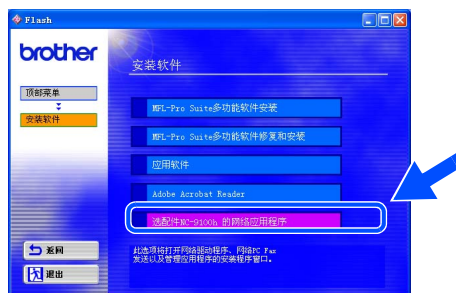 Flash
brother
安装软件
顶部菜单
安装软件
MFL-Pro Suite多功能软件安装
MFL-Pro Suite多功能软件修复和安装
应用软件
Adobe Acrobat Reader
选配件NC-9100h 的网络应用程序
返回
退出
此选项将打开网络驱动程序、网络PC Fax
发送以及管理应用程序的安装程序窗口。